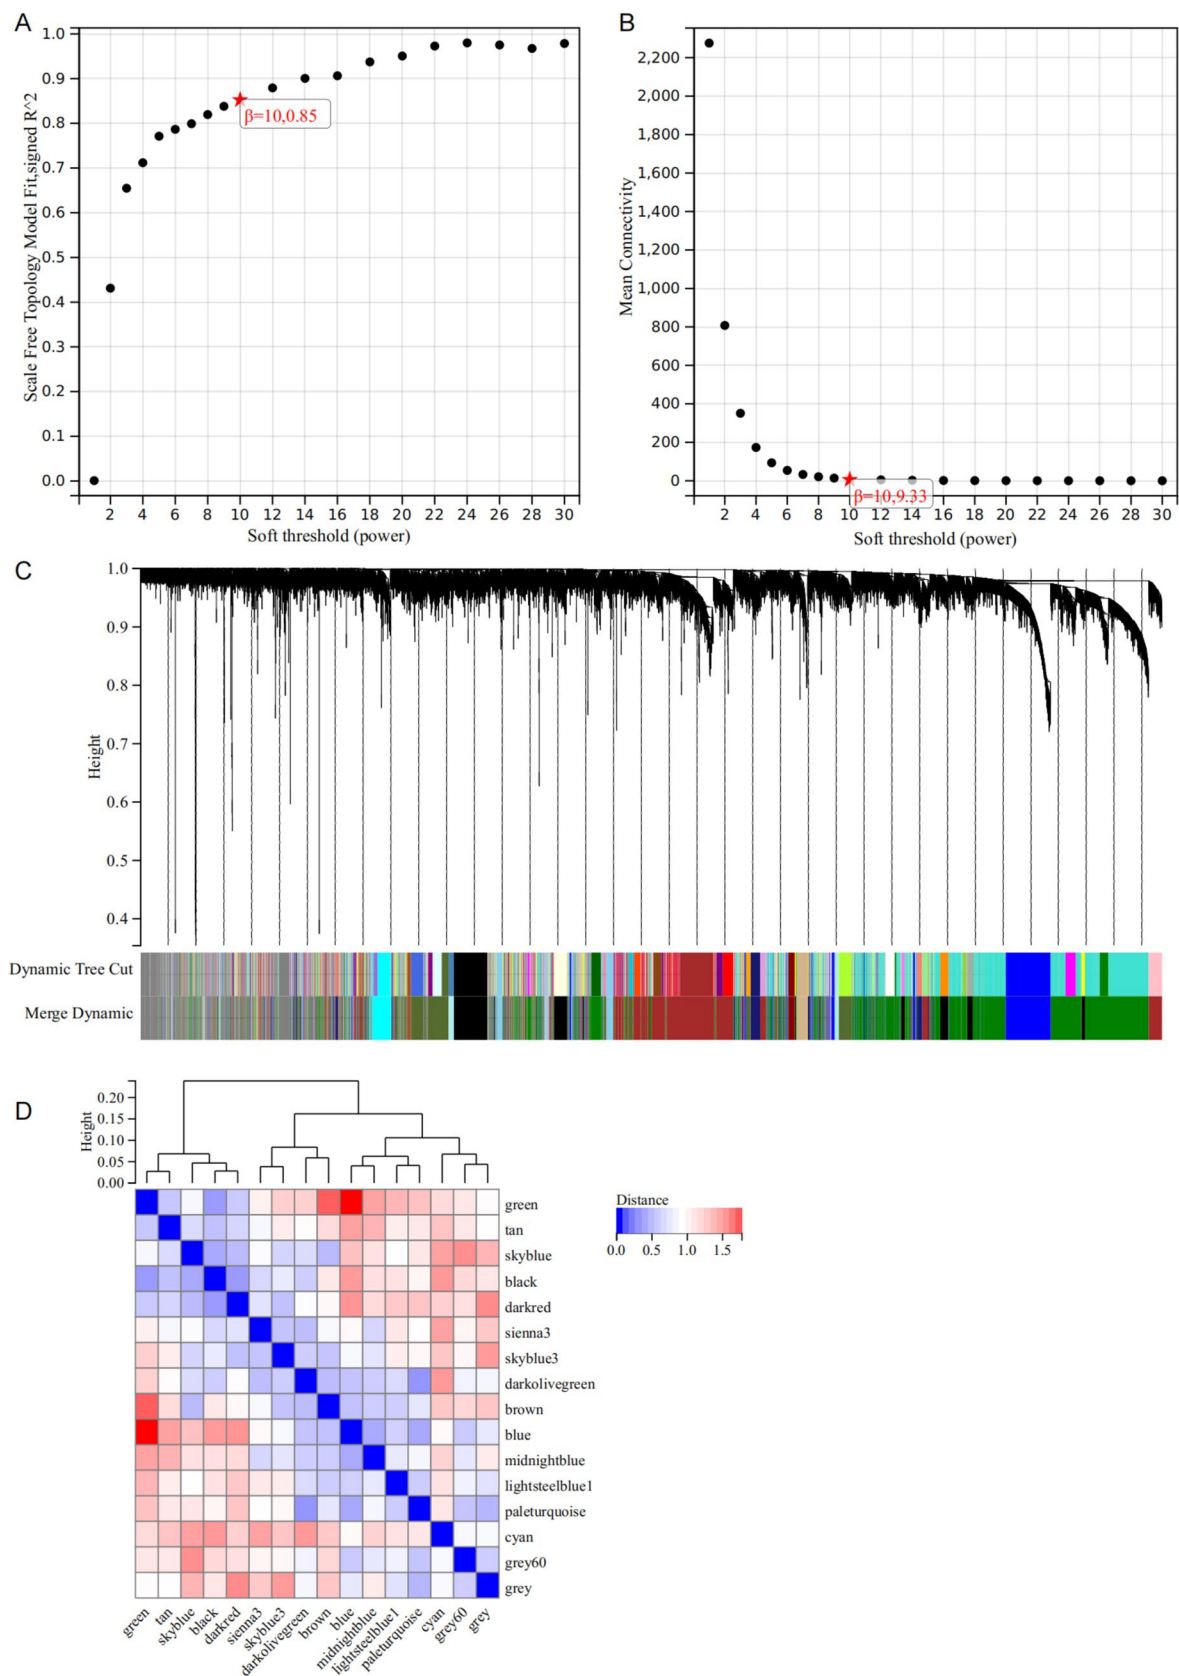 A
Scale Free Topology Model Fit,signed R^2
1.0
0.9
0.8
0.7
0.6
0.5
0.4
0.3
0.2
0.1
0.0
β=10,0.85
2 4 6 8 10 12 14 16 18 20 22 24 26 28 30
Soft threshold (power)
B
Mean Connectivity
2,200
2,000
1,800
1,600
1,400
1,200
1,000
800
600
400
200
0
β=10,9.33
2 4 6 8 10 12 14 16 18 20 22 24 26 28 30
Soft threshold (power)
C
Height
1.0
0.9
0.8
0.7
0.6
0.5
0.4
Dynamic Tree Cut
Merge Dynamic
D
Height
0.20
0.15
0.10
0.05
0.00
green
tan
skyblue
black
darkred
sienna3
skyblue3
darkolivegreen
brown
blue
midnightblue
lightsteelblue1
paleturquoise
cyan
grey60
grey
green
tan
skyblue
black
darkred
sienna3
skyblue3
darkolivegreen
brown
blue
midnightblue
lightsteelblue1
paleturquoise
cyan
grey60
grey
Distance
0.0 0.5 1.0 1.5